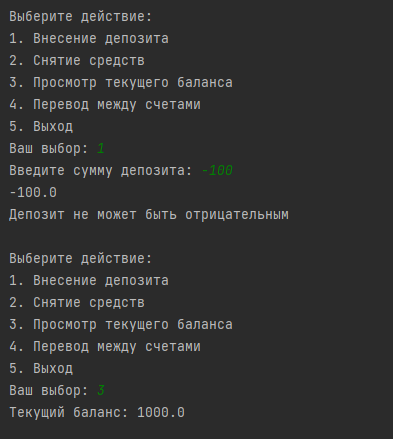 Выберите действие:
1. Внесение депозита
2. Снятие средств
3. Просмотр текущего баланса
4. Перевод между счетами
5. Выход
Ваш выбор: 1
Введите сумму депозита: -100
-100.0
Депозит не может быть отрицательным
Выберите действие:
1. Внесение депозита
2. Снятие средств
3. Просмотр текущего баланса
4. Перевод между счетами
5. Выход
Ваш выбор: 3
Текущий баланс: 1000.0